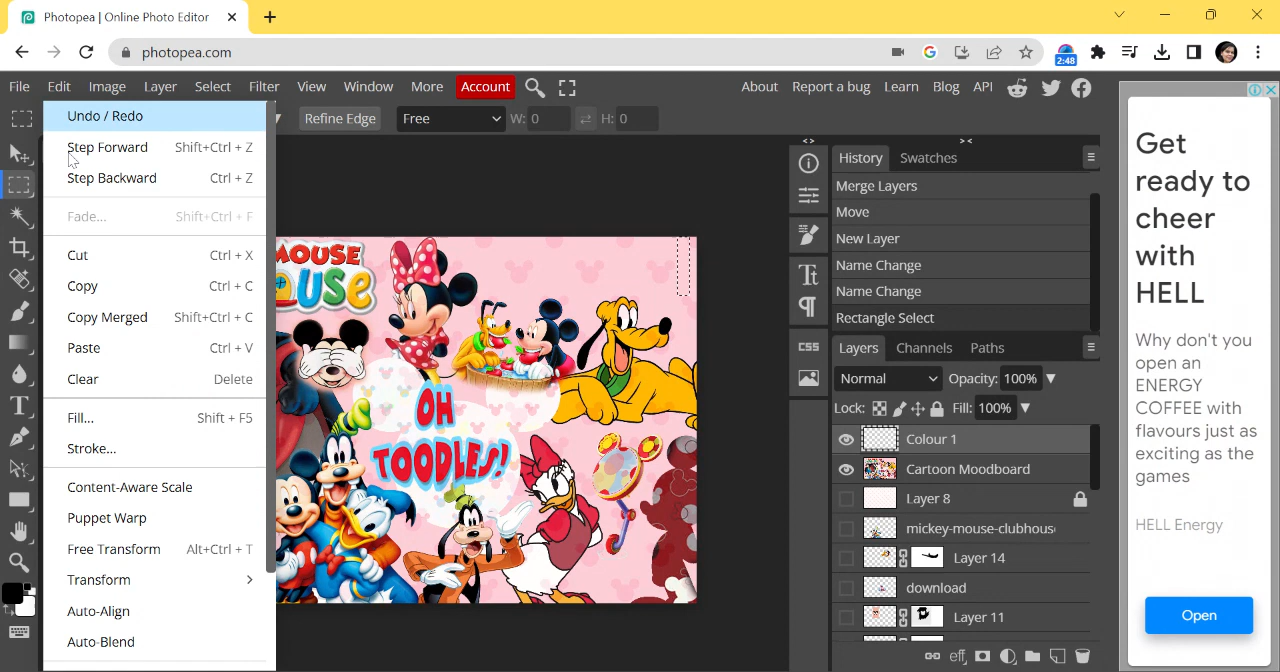 Photopea | Online Photo Editor
photopea.com
2:48
File Edit Image Layer Select Filter View Window More Account
About Report a bug Learn Blog API
Refine Edge Free W: 0 H: 0
Undo / Redo
Step Forward Shift+Ctrl + Z
Step Backward Ctrl + Z
Fade... Shift+Ctrl + F
Cut Ctrl + X
Copy Ctrl + C
Copy Merged Shift+Ctrl + C
Paste Ctrl + V
Clear Delete
Fill... Shift + F5
Stroke...
Content-Aware Scale
Puppet Warp
Free Transform Alt+Ctrl + T
Transform
Auto-Align
Auto-Blend
MOUSE
OH
TOODLES!
CSS
History Swatches
Merge Layers
Move
New Layer
Name Change
Name Change
Rectangle Select
Layers Channels Paths
Normal Opacity: 100%
Lock: Fill: 100%
Colour 1
Cartoon Moodboard
Layer 8
mickey-mouse-clubhous
Layer 14
download
Layer 11
eff
Get
ready to
cheer
with
HELL
Why don't you
open an
ENERGY
COFFEE with
flavours just as
exciting as the
games
HELL Energy
Open